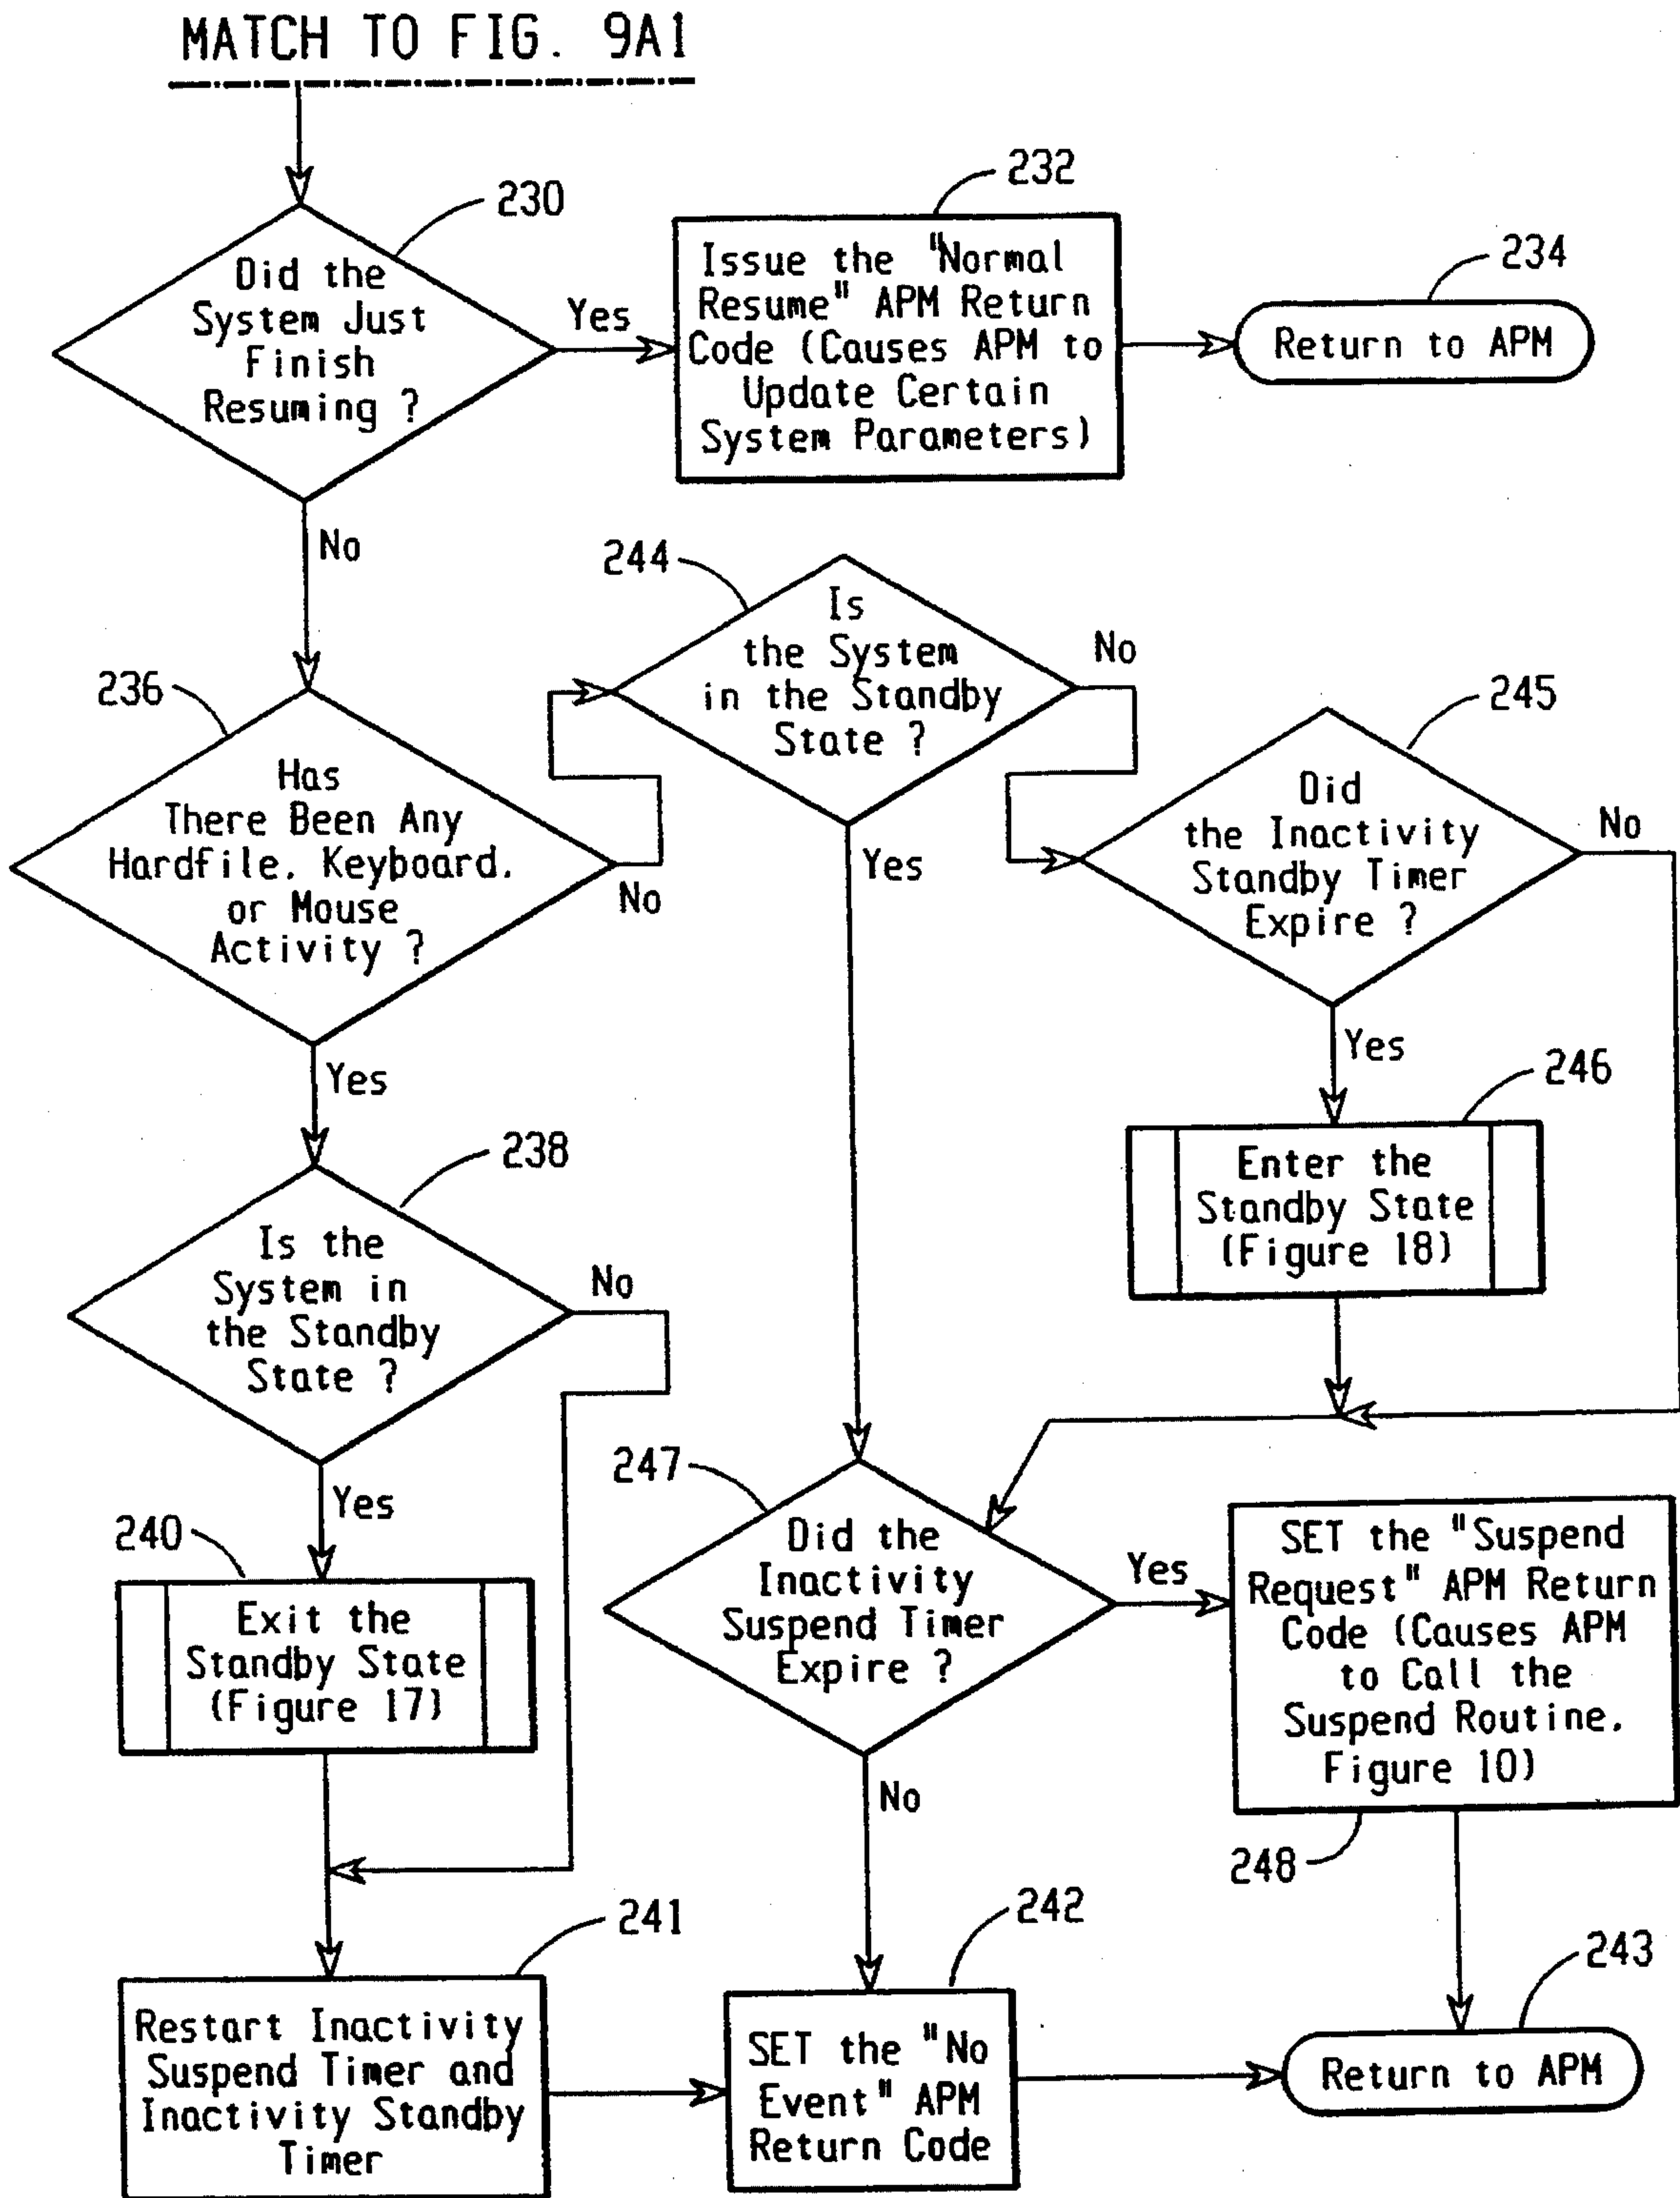 MATCH TO FIG. 9A1
230
Did the
System Just
Finish
Resuming ?
Yes
No
232
Issue the "Normal
Resume" APM Return
Code (Causes APM to
Update Certain
System Parameters)
234
Return to APM
236
Has
There Been Any
Hardfile, Keyboard,
or Mouse
Activity ?
No
Yes
244
Is
the System
in the Standby
State ?
No
Yes
245
Did
the Inactivity
Standby Timer
Expire ?
No
Yes
246
Enter the
Standby State
(Figure 18)
238
Is the
System in
the Standby
State ?
No
Yes
240
Exit the
Standby State
(Figure 17)
247
Did the
Inactivity
Suspend Timer
Expire ?
Yes
No
SET the "Suspend
Request" APM Return
Code (Causes APM
to Call the
Suspend Routine,
Figure 10)
248
241
Restart Inactivity
Suspend Timer and
Inactivity Standby
Timer
242
SET the "No
Event" APM
Return Code
243
Return to APM